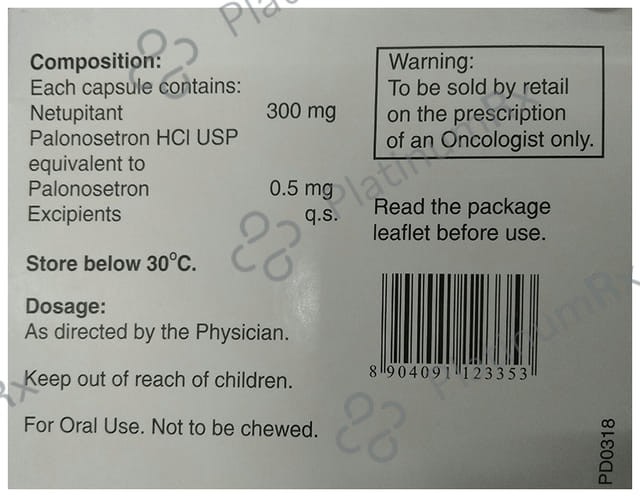 Composition:
Each capsule contains:
Netupitant 300 mg
Palonosetron HCl USP
equivalent to
Palonosetron 0.5 mg
Excipients q.s.
Store below 30°C.
Dosage:
As directed by the Physician.
Keep out of reach of children.
For Oral Use. Not to be chewed.
Warning:
To be sold by retail
on the prescription
of an Oncologist only.
Read the package
leaflet before use.
8 904091 123353
PD0318
PlatinumRx
PlatinumRx